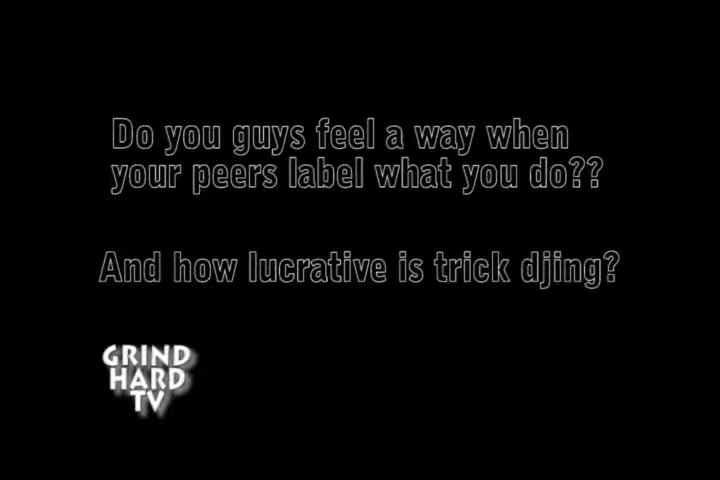 Do you guys feel a way when
your peers label what you do??
And how lucrative is trick djing?
GRIND
HARD
TV